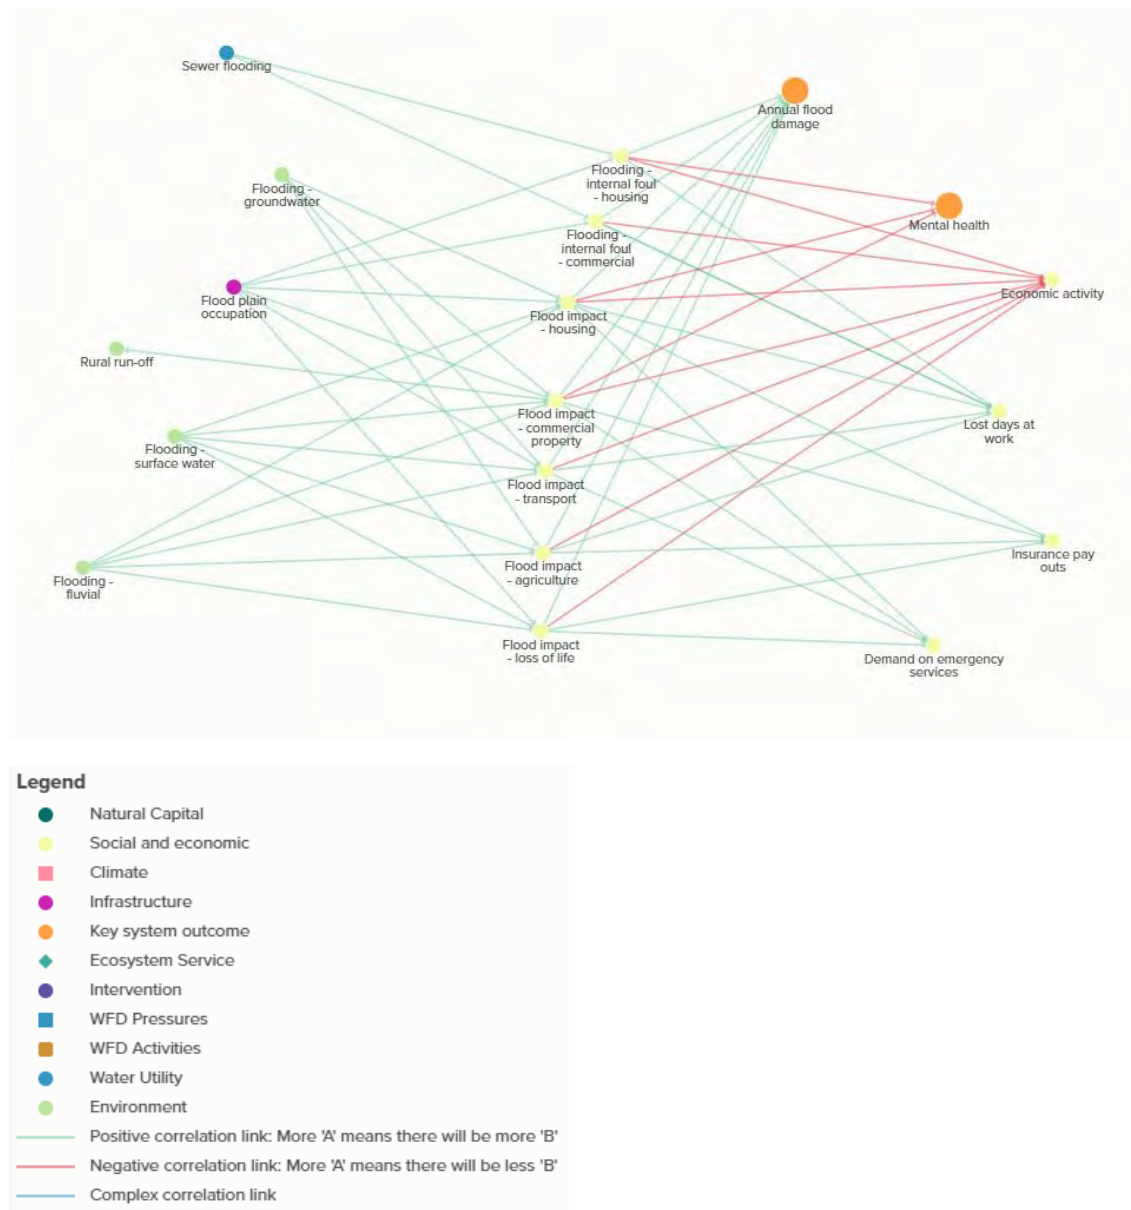 Sewer flooding
Annual flood
damage
Flooding -
internal foul
- housing
Flooding -
groundwater
Mental health
Flooding -
internal foul
- commercial
Flood plain
occupation
Economic activity
Flood impact
- housing
Rural run-off
Flood impact
- commercial
property
Lost days at
work
Flooding -
surface water
Flood impact
- transport
Insurance pay
outs
Flood impact
- agriculture
Flooding -
fluvial
Flood impact
- loss of life
Demand on emergency
services
Legend
Natural Capital
Social and economic
Climate
Infrastructure
Key system outcome
Ecosystem Service
Intervention
WFD Pressures
WFD Activities
Water Utility
Environment
Positive correlation link: More 'A' means there will be more 'B'
Negative correlation link: More 'A' means there will be less 'B'
Complex correlation link